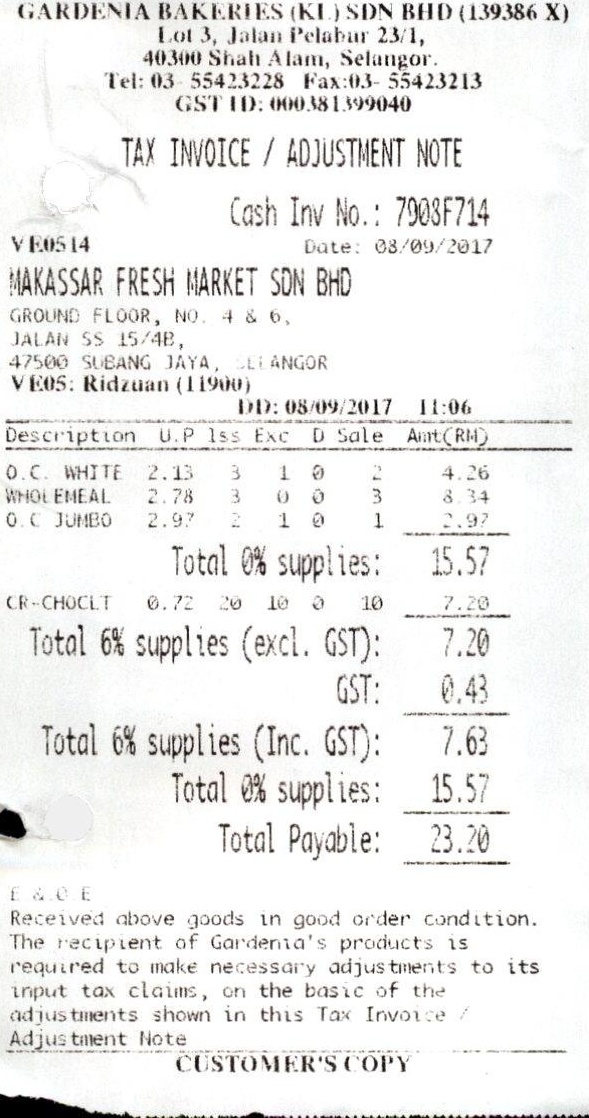 GARDENIA BAKERIES (KL) SDN BHD (139386 X)
Lot 3, Jalan Pelabur 23/1,
40300 Shah Alam, Selangor.
Tel: 03- 55423228 Fax:03- 55423213
GST ID: 000381399040
TAX INVOICE / ADJUSTMENT NOTE
Cash Inv No.: 7908F714
VE0514 Date: 08/09/2017
MAKASSAR FRESH MARKET SDN BHD
GROUND FLOOR, NO. 4 & 6,
JALAN SS 15/4B,
47500 SUBANG JAYA, SELANGOR
VE05: Ridzuan (11900)
DD: 08/09/2017 11:06
Description U.P Iss Exc D Sale Amt(RM)
O.C. WHITE 2.13 3 1 0 2 4.26
WHOLEMEAL 2.78 3 0 0 3 8.34
O.C JUMBO 2.97 2 1 0 1 2.97
Total 0% supplies: 15.57
CR-CHOCLT 0.72 20 10 0 10 7.20
Total 6% supplies (excl. GST): 7.20
GST: 0.43
Total 6% supplies (Inc. GST): 7.63
Total 0% supplies: 15.57
Total Payable: 23.20
E & O E
Received above goods in good order condition.
The recipient of Gardenia's products is
required to make necessary adjustments to its
input tax claims, on the basic of the
adjustments shown in this Tax Invoice /
Adjustment Note
CUSTOMER'S COPY